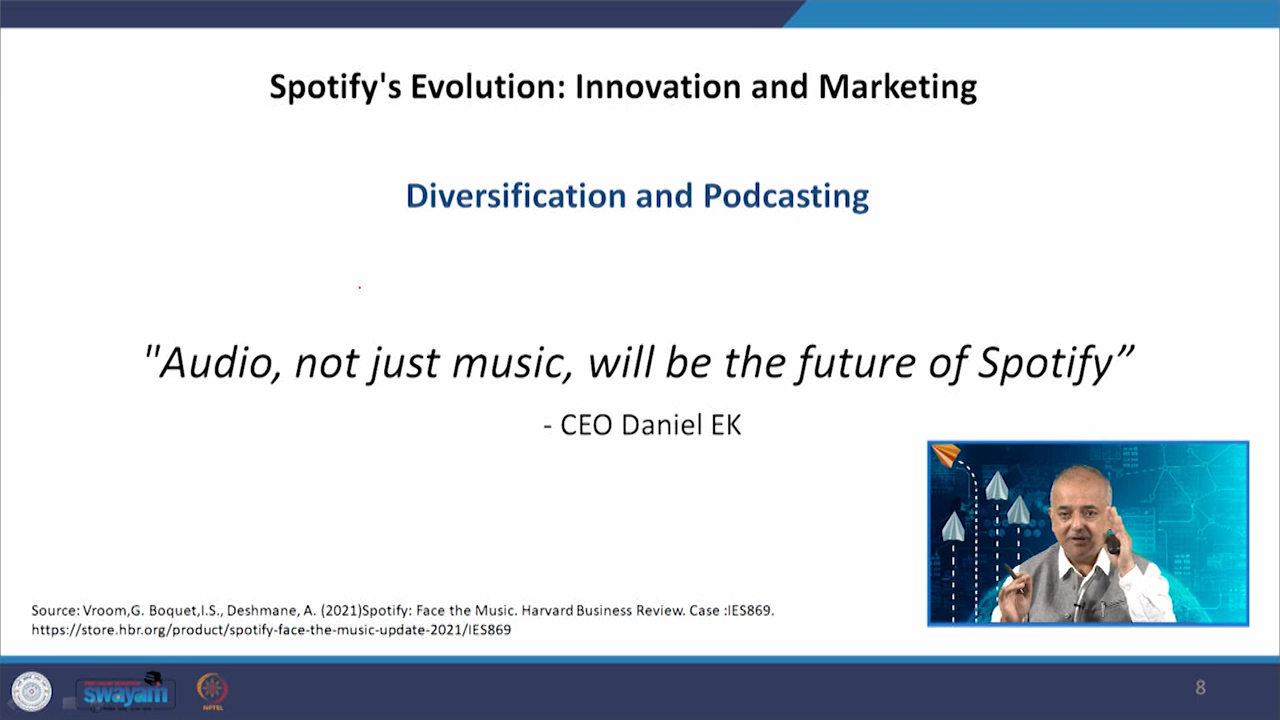 Spotify's Evolution: Innovation and Marketing
Diversification and Podcasting
"Audio, not just music, will be the future of Spotify”
- CEO Daniel EK
Source: Vroom,G. Boquet,I.S., Deshmane, A. (2021)Spotify: Face the Music. Harvard Business Review. Case :IES869.
https://store.hbr.org/product/spotify-face-the-music-update-2021/IES869
swayam
NPTEL
8